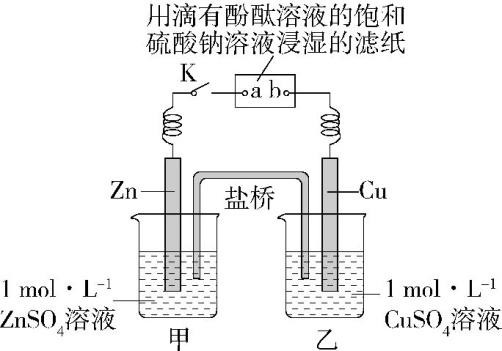 用滴有酚酞溶液的饱和
硫酸钠溶液浸湿的滤纸
K
a b
Zn
盐桥
Cu
1 mol·L⁻¹
ZnSO₄溶液
1 mol·L⁻¹
CuSO₄溶液
甲
乙